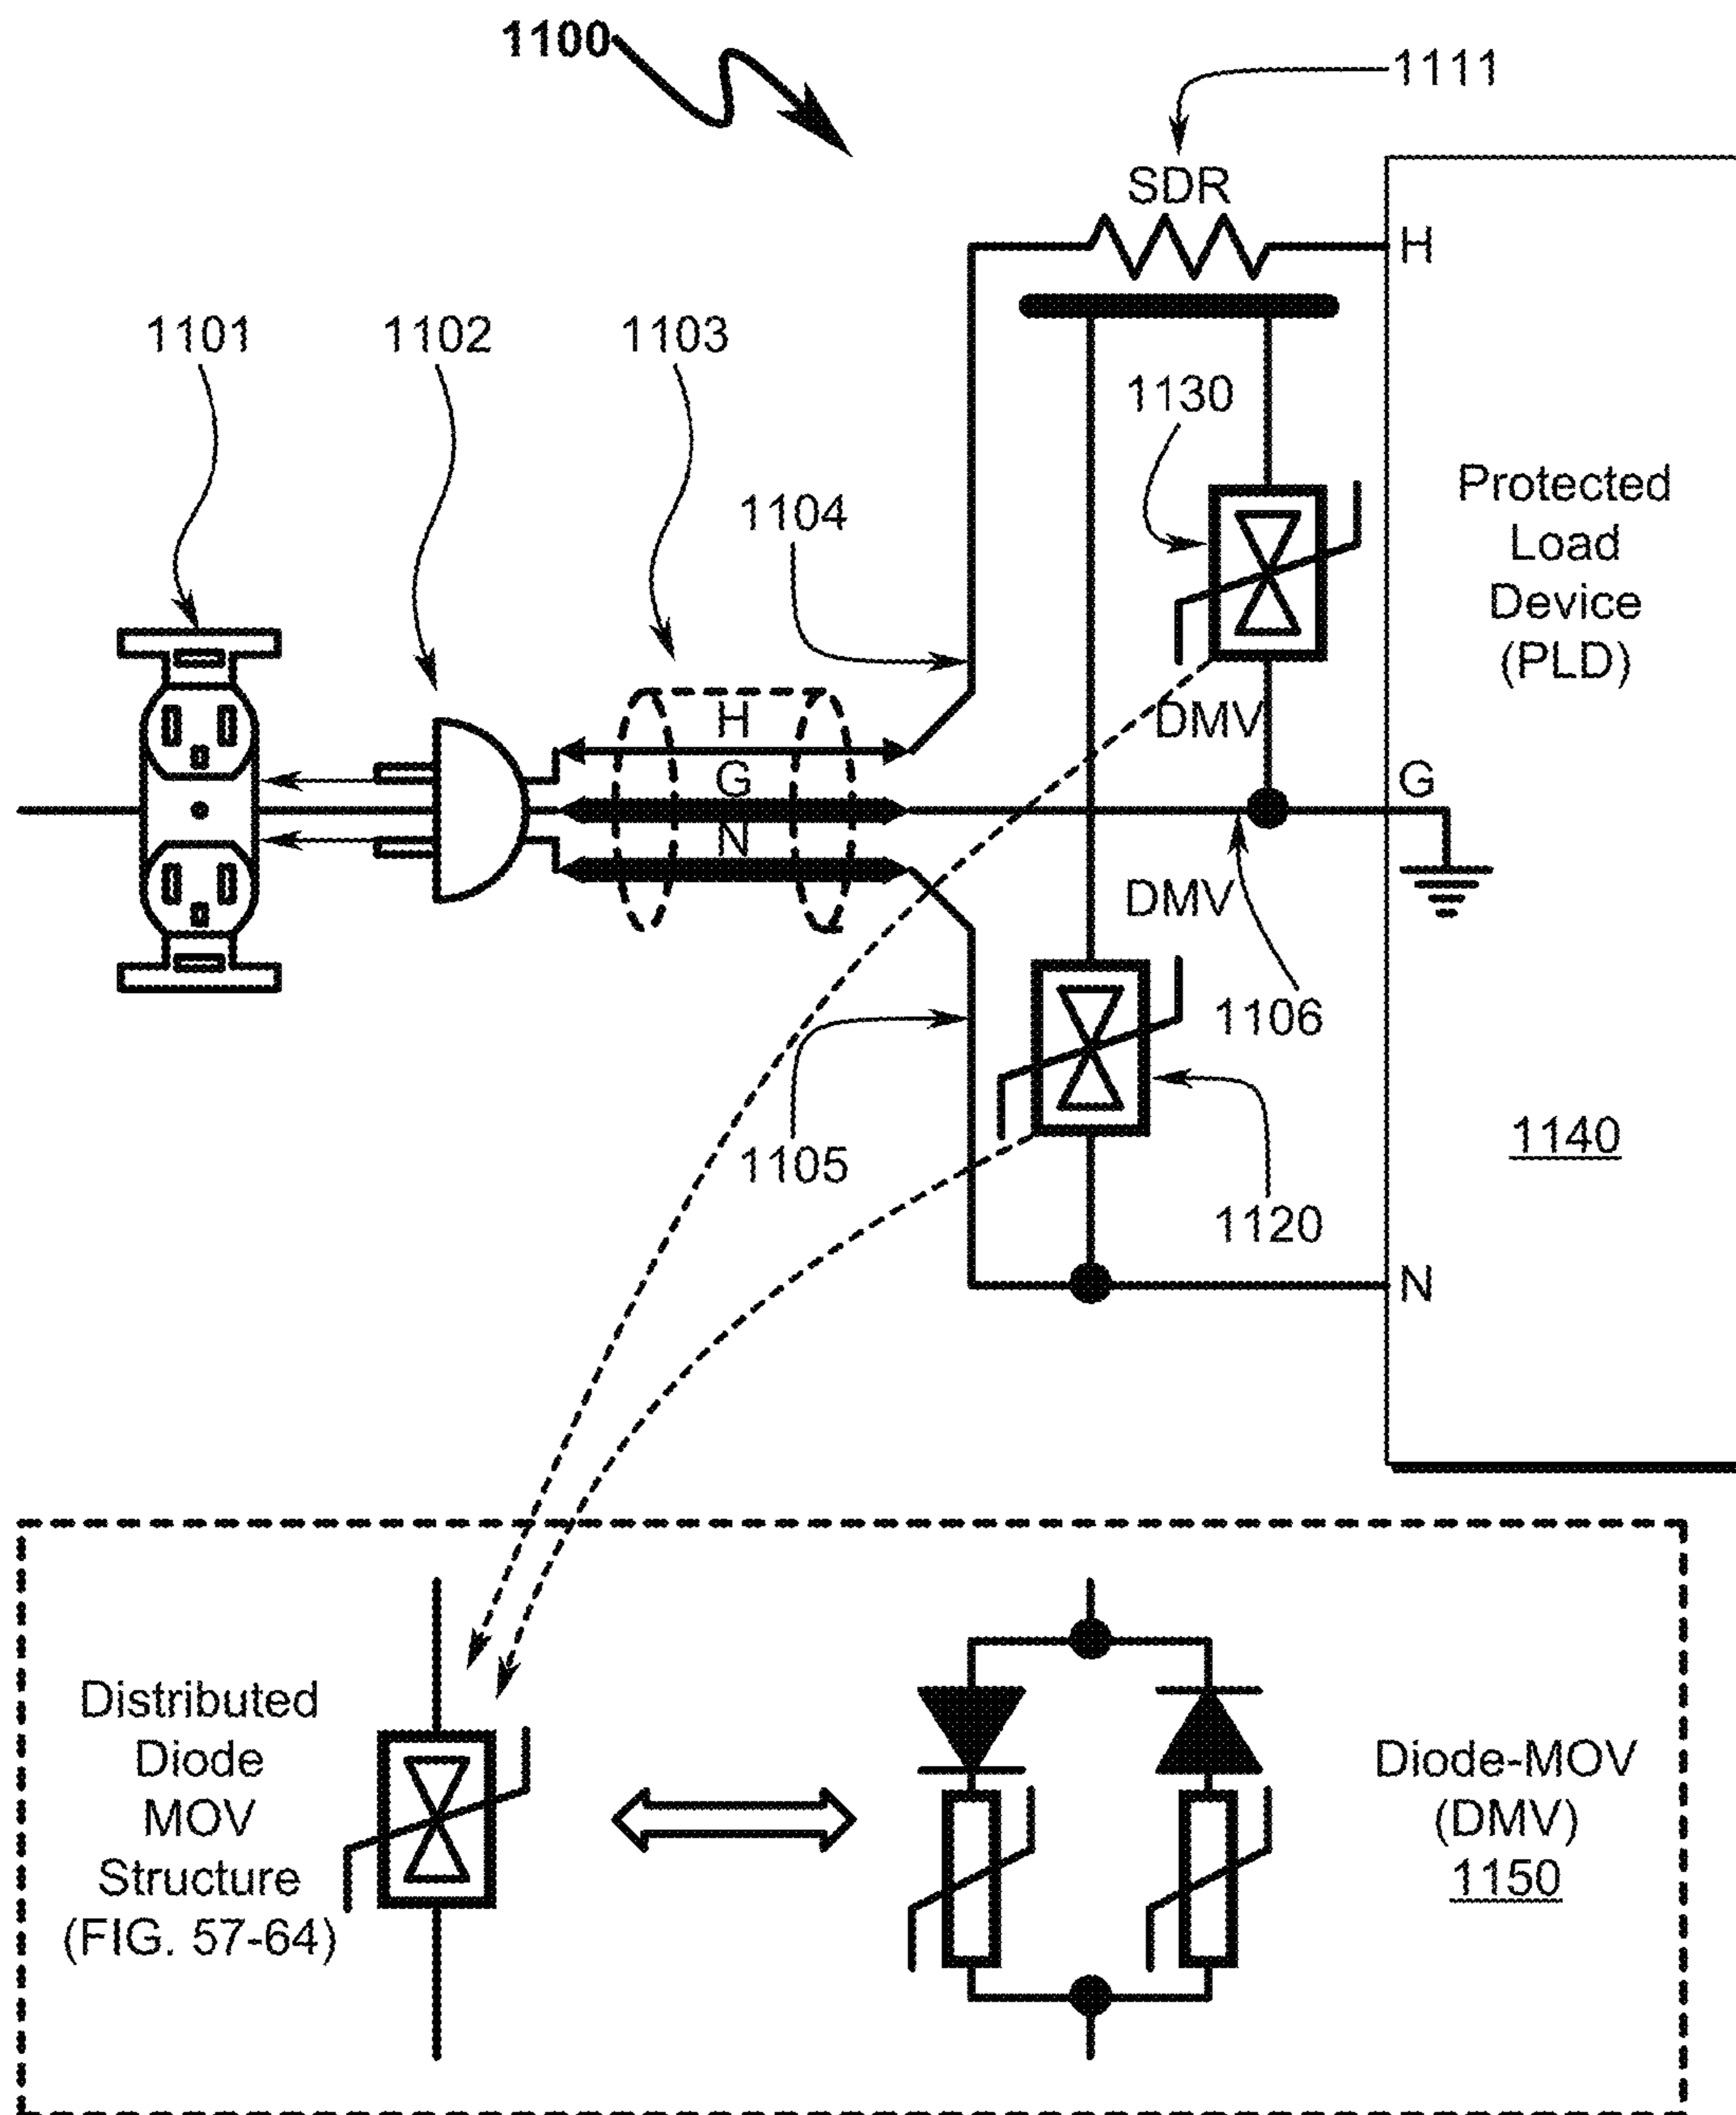 1100
1111
SDR
H
1101
1102
1103
1130
1104
Protected
Load
Device
(PLD)
H
DMV
G
G
N
DMV
1106
1105
1140
1120
N
Distributed
Diode
MOV
Structure
(FIG. 57-64)
Diode-MOV
(DMV)
1150